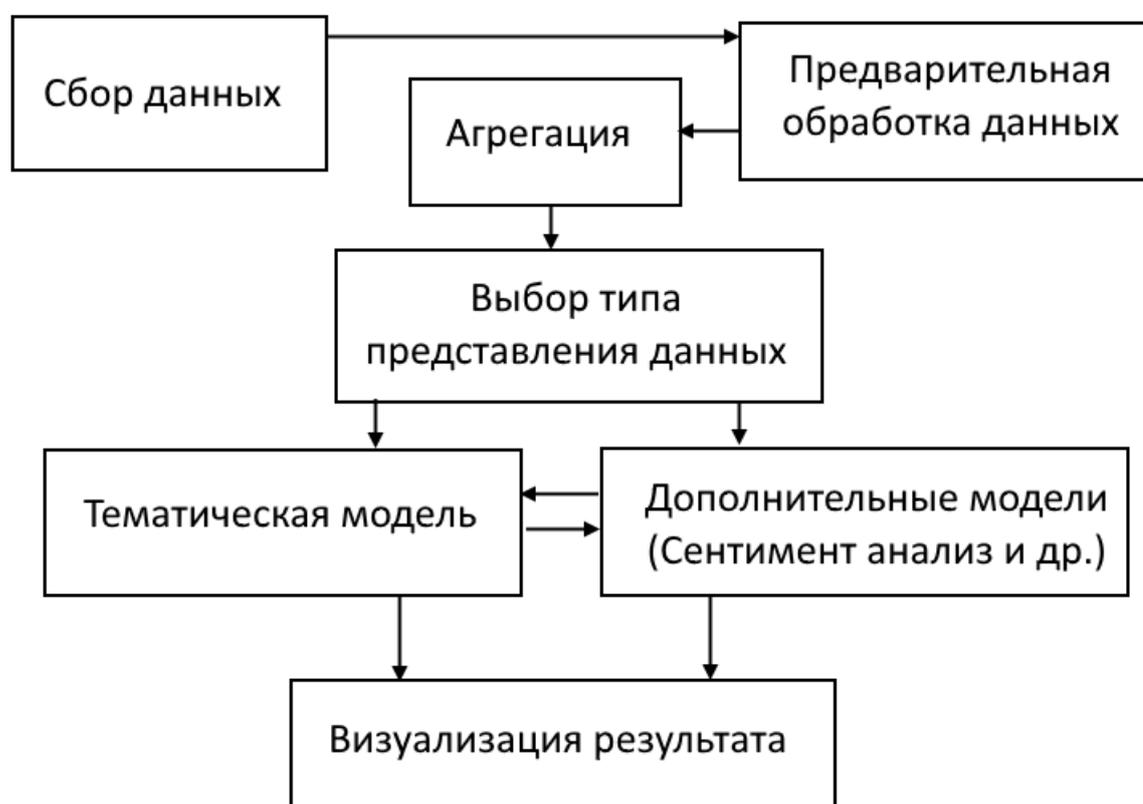 Сбор данных
Предварительная
обработка данных
Агрегация
Выбор типа
представления данных
Тематическая модель
Дополнительные модели
(Сентимент анализ и др.)
Визуализация результата